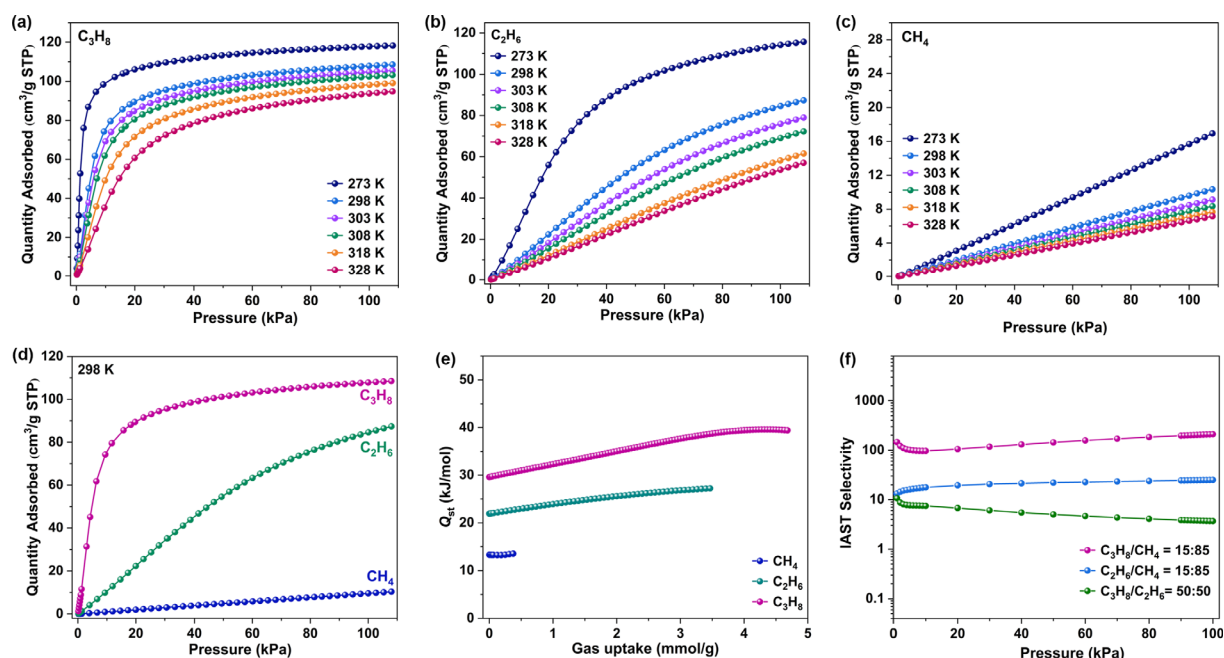 (a)
C₃H₈
Quantity Adsorbed (cm³/g STP)
120
100
80
60
40
20
0
273 K
298 K
303 K
308 K
318 K
328 K
0 20 40 60 80 100
Pressure (kPa)
(b)
C₂H₆
Quantity Adsorbed (cm³/g STP)
120
100
80
60
40
20
0
273 K
298 K
303 K
308 K
318 K
328 K
0 20 40 60 80 100
Pressure (kPa)
(c)
CH₄
Quantity Adsorbed (cm³/g STP)
28
24
20
16
12
8
4
0
273 K
298 K
303 K
308 K
318 K
328 K
0 20 40 60 80 100
Pressure (kPa)
(d)
298 K
Quantity Adsorbed (cm³/g STP)
120
100
80
60
40
20
0
C₃H₈
C₂H₆
CH₄
0 20 40 60 80 100
Pressure (kPa)
(e)
Qst (kJ/mol)
50
40
30
20
10
0
CH₄
C₂H₆
C₃H₈
0 1 2 3 4 5
Gas uptake (mmol/g)
(f)
IAST Selectivity
1000
100
10
1
0.1
C₃H₈/CH₄ = 15:85
C₂H₆/CH₄ = 15:85
C₃H₈/C₂H₆= 50:50
0 20 40 60 80 100
Pressure (kPa)